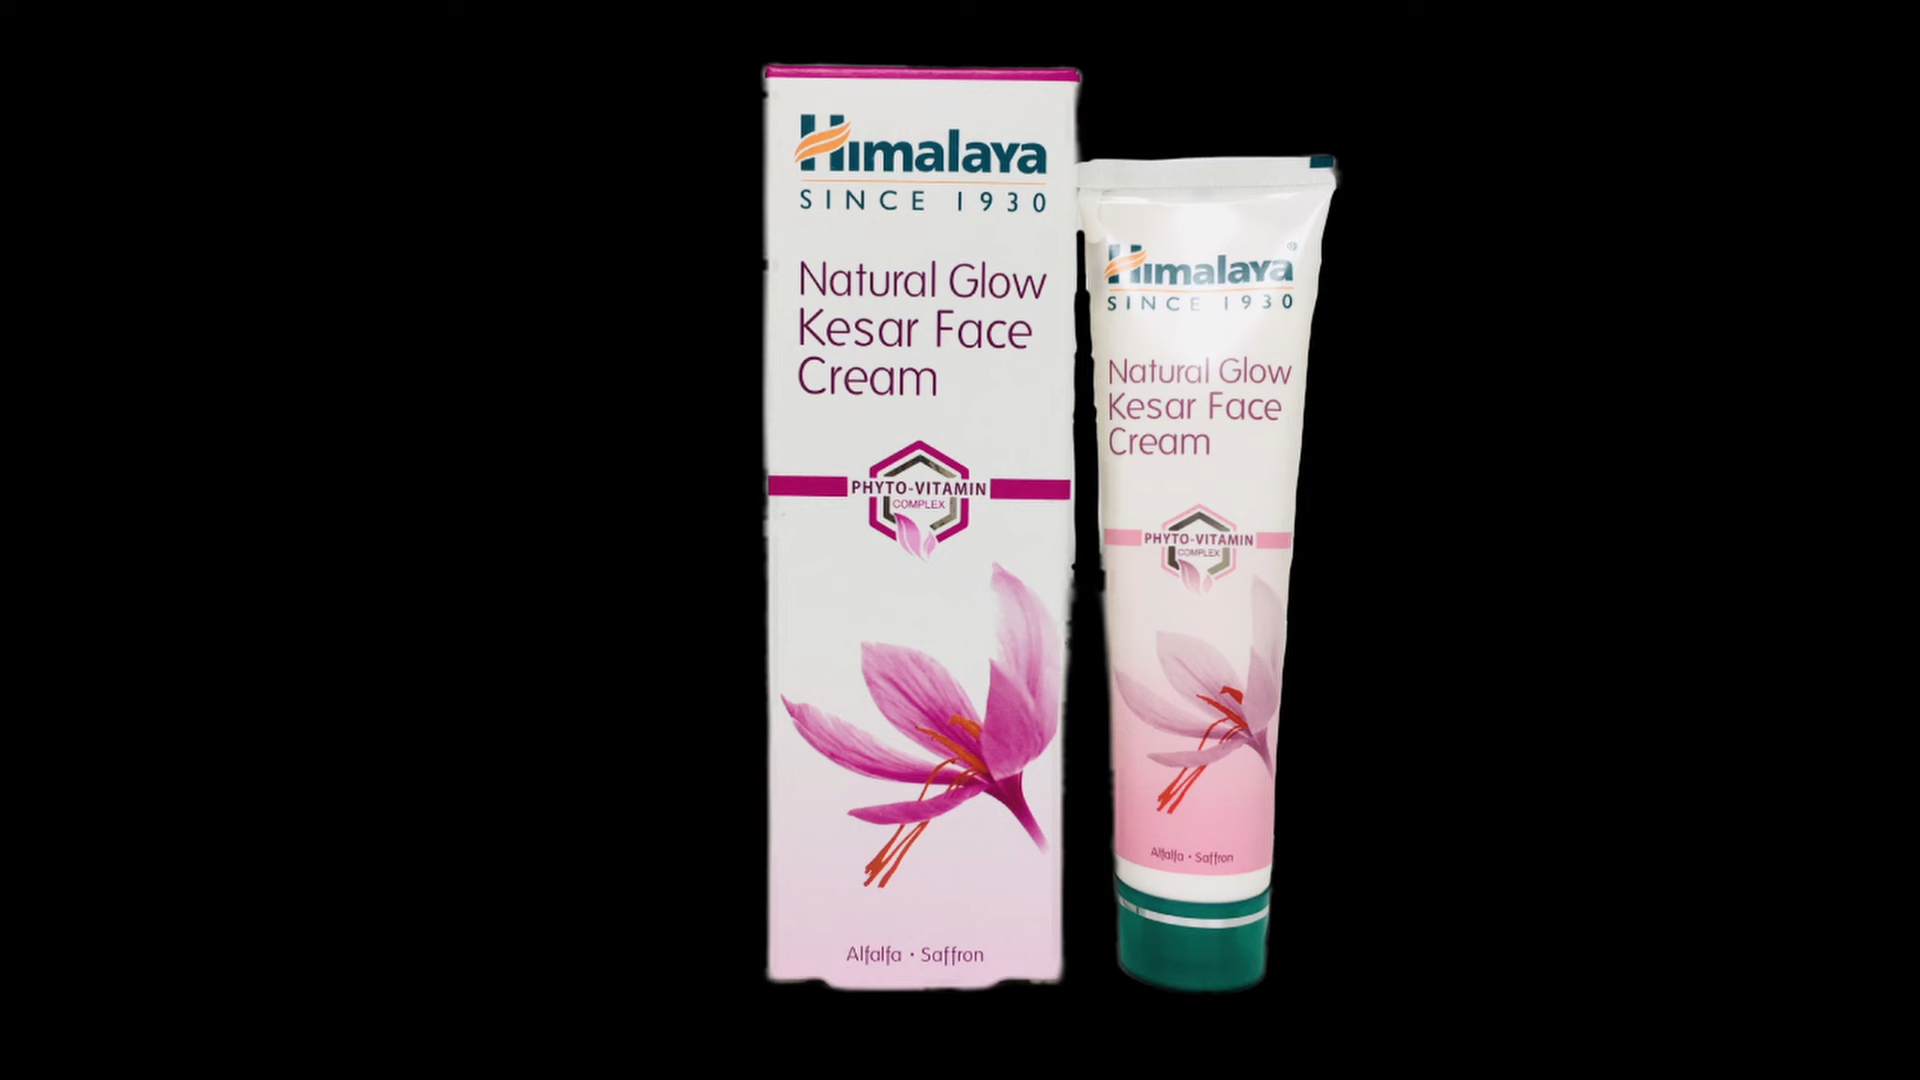 Himalaya
SINCE 1930
Natural Glow
Kesar Face
Cream
PHYTO-VITAMIN
COMPLEX
Alfalfa · Saffron
Himalaya®
SINCE 1930
Natural Glow
Kesar Face
Cream
PHYTO-VITAMIN
COMPLEX
Alfalfa · Saffron